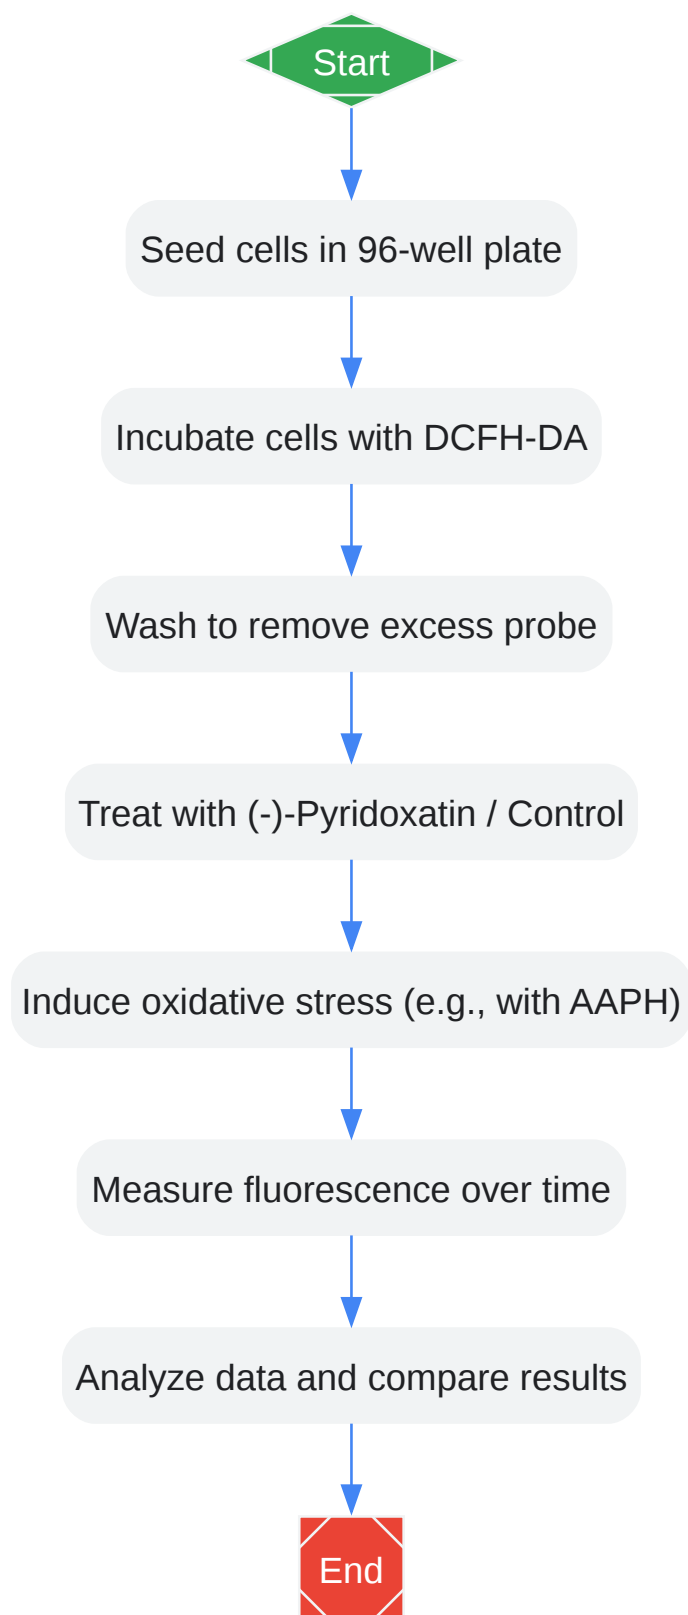 Start
Seed cells in 96-well plate
Incubate cells with DCFH-DA
Wash to remove excess probe
Treat with (-)-Pyridoxatin / Control
Induce oxidative stress (e.g., with AAPH)
Measure fluorescence over time
Analyze data and compare results
End